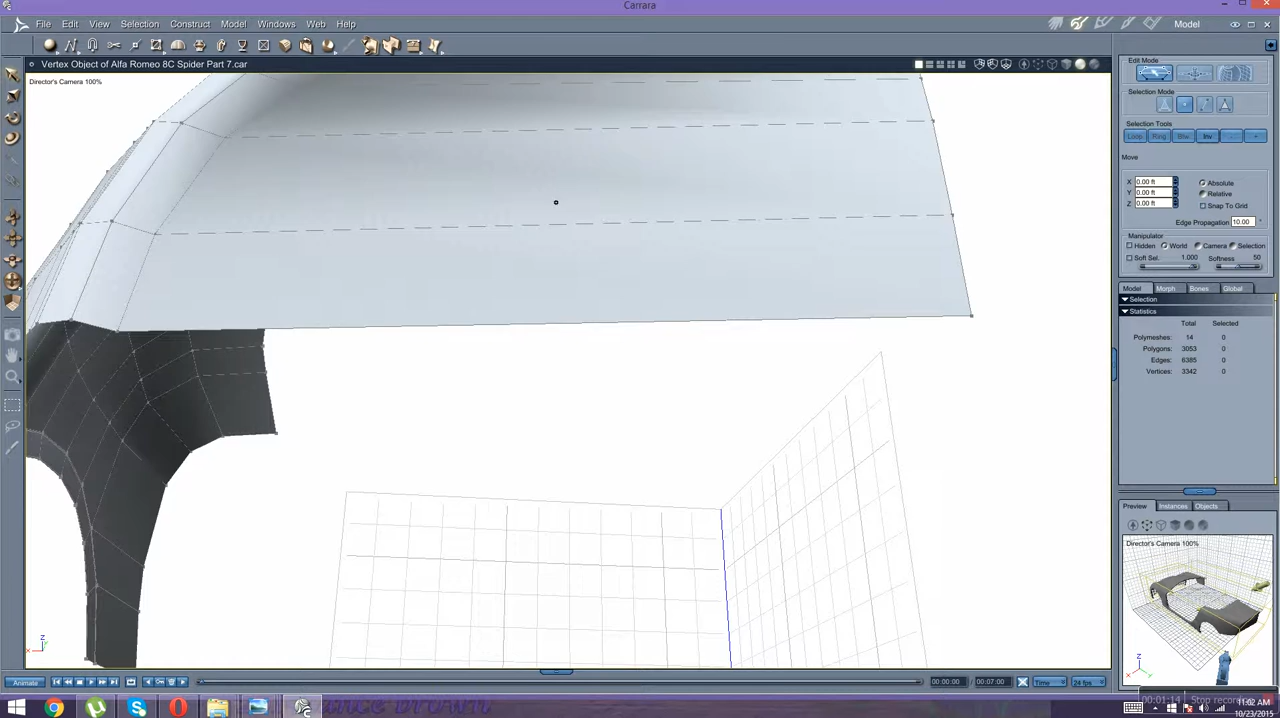 Carrara
File Edit View Selection Construct Model Windows Web Help
Model
Vertex Object of Alfa Romeo 8C Spider Part 7.car
Director's Camera 100%
Edit Mode
Selection Mode
Selection Tools
Loop Ring Btw. Inv - +
Move
X 0.00 ft Absolute
Y 0.00 ft Relative
Z 0.00 ft Snap To Grid
Edge Propagation 10.00 °
Manipulator
Hidden World Camera Selection
Soft Sel. 1.000 Softness 50
Model Morph Bones Global
Selection
Statistics
Total Selected
Polymeshes: 14 0
Polygons: 3053 0
Edges: 6385 0
Vertices: 3342 0
Preview Instances Objects
Director's Camera 100%
Z
X Y
Z
X Y
Animate 00:00:00 00:07:00 Time 24 fps
00:01:14 Stop recording
11:02 AM
10/23/2015